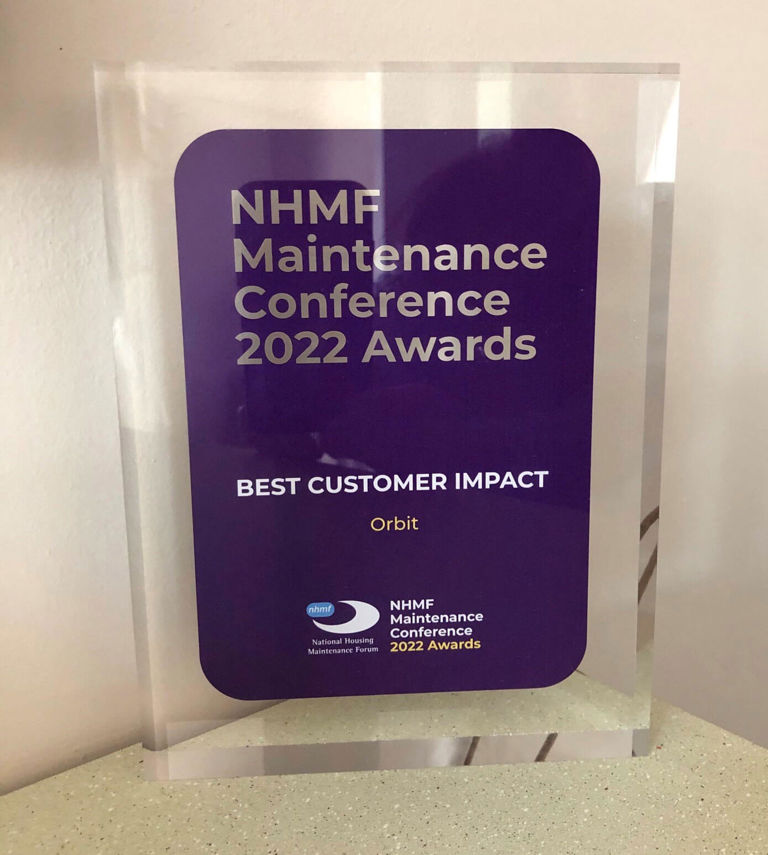 NHMF
Maintenance
Conference
2022 Awards
BEST CUSTOMER IMPACT
Orbit
nhmf
National Housing
Maintenance Forum
NHMF
Maintenance
Conference
2022 Awards